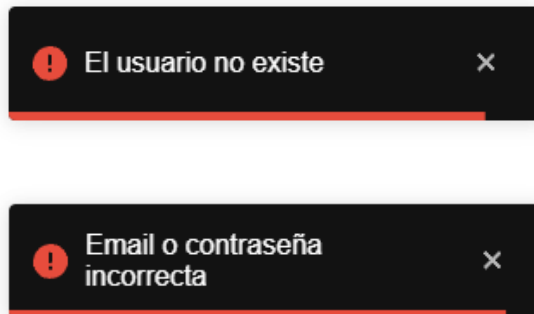 El usuario no existe
Email o contraseña
incorrecta